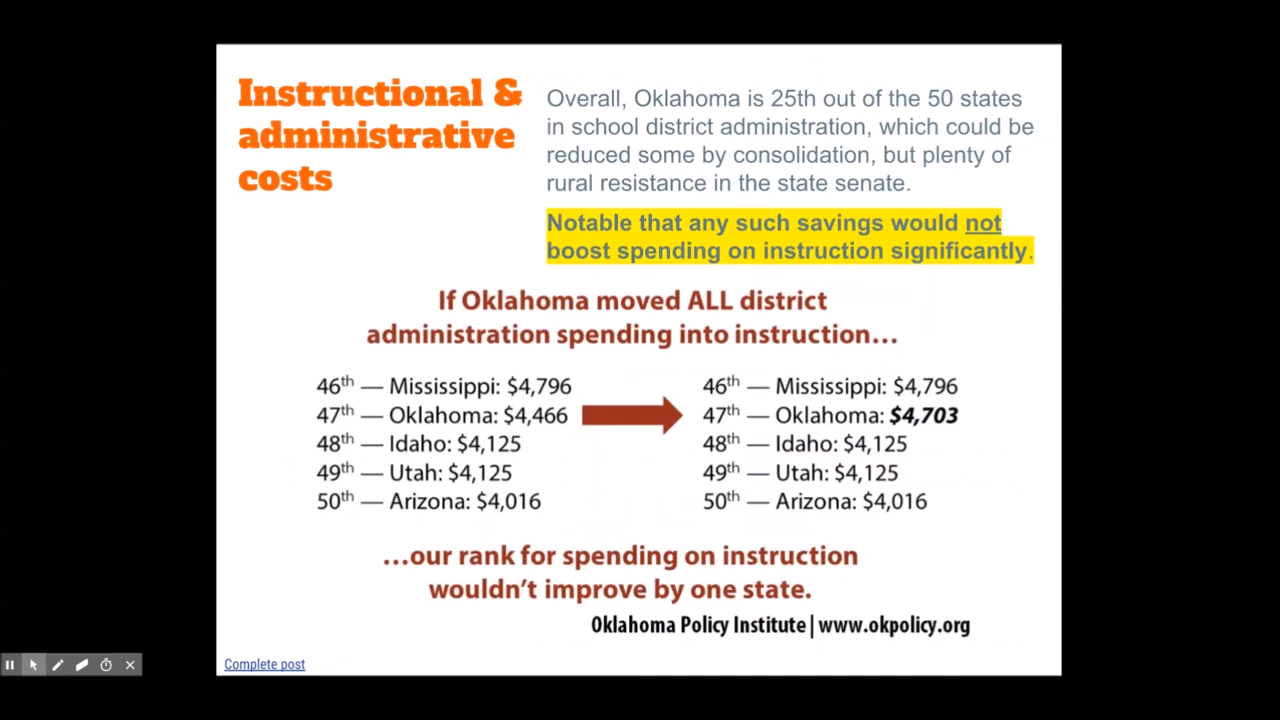 Instructional &
administrative
costs
Overall, Oklahoma is 25th out of the 50 states
in school district administration, which could be
reduced some by consolidation, but plenty of
rural resistance in the state senate.
Notable that any such savings would not
boost spending on instruction significantly.
If Oklahoma moved ALL district
administration spending into instruction...
46th — Mississippi: $4,796
47th — Oklahoma: $4,466
48th — Idaho: $4,125
49th — Utah: $4,125
50th — Arizona: $4,016
46th — Mississippi: $4,796
47th — Oklahoma: $4,703
48th — Idaho: $4,125
49th — Utah: $4,125
50th — Arizona: $4,016
...our rank for spending on instruction
wouldn't improve by one state.
Oklahoma Policy Institute | www.okpolicy.org
Complete post